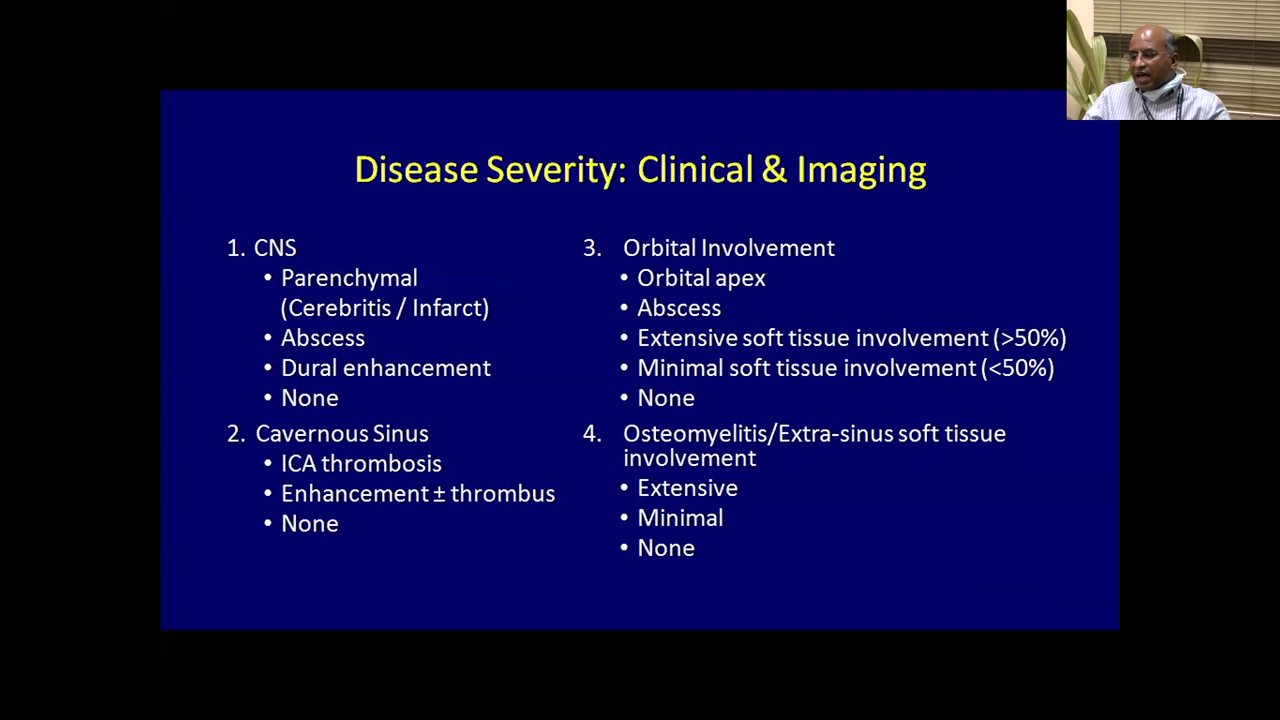 Disease Severity: Clinical & Imaging
1. CNS
• Parenchymal
(Cerebritis / Infarct)
• Abscess
• Dural enhancement
• None
2. Cavernous Sinus
• ICA thrombosis
• Enhancement ± thrombus
• None
3. Orbital Involvement
• Orbital apex
• Abscess
• Extensive soft tissue involvement (>50%)
• Minimal soft tissue involvement (<50%)
• None
4. Osteomyelitis/Extra-sinus soft tissue
involvement
• Extensive
• Minimal
• None